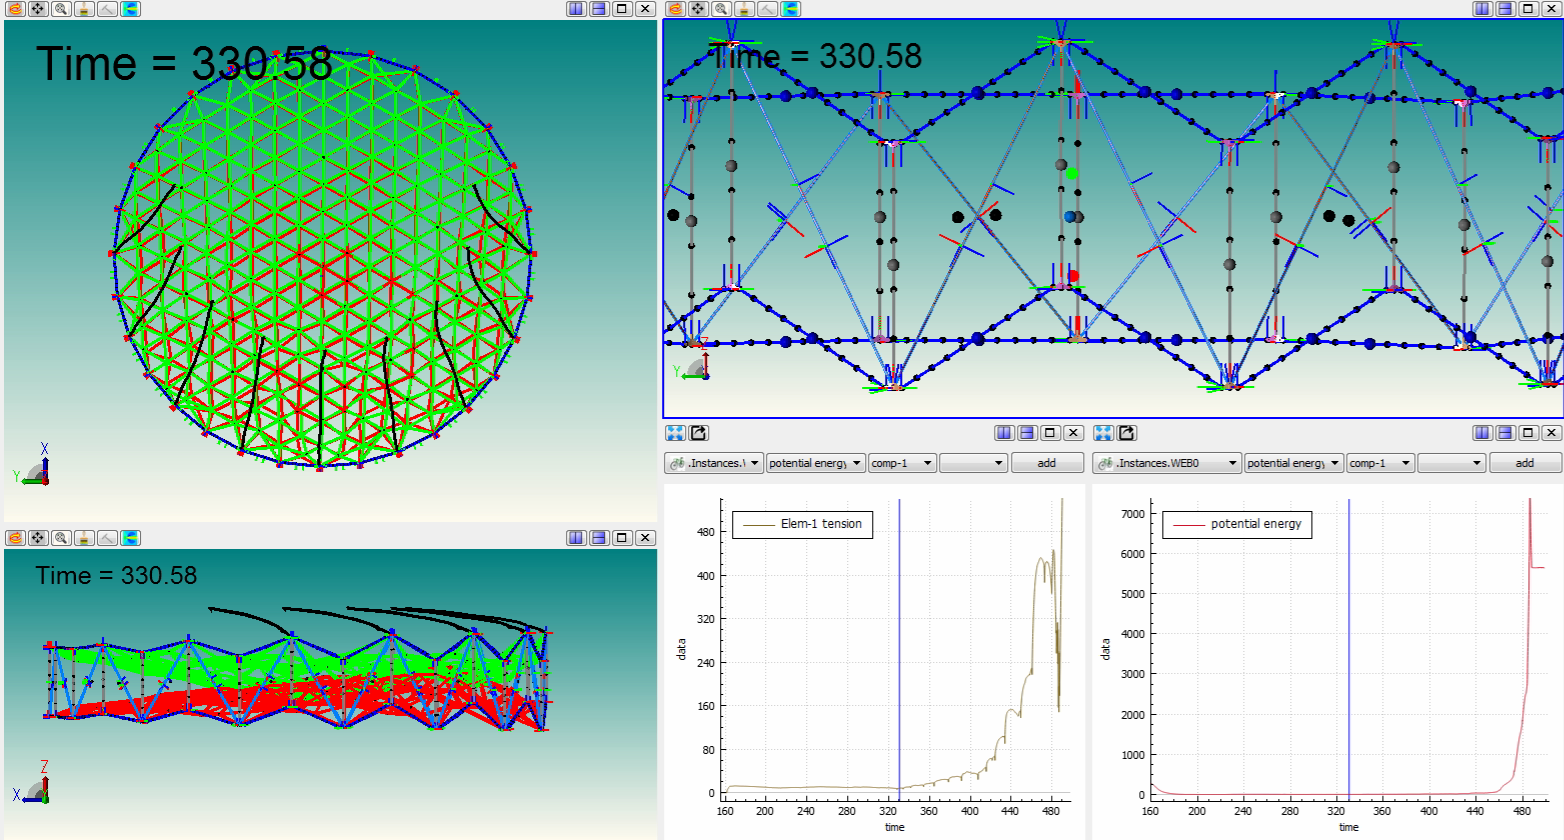 Time = 330.58
X
Y
Time = 330.58
Z
Y
Time = 330.58
Z
X
.Instances.\ potential energy comp-1 add
Elem-1 tension
480
400
320
240
160
80
0
data
160 200 240 280 320 360 400 440 480
time
.Instances.WEB0 potential energy comp-1 add
potential energy
7000
6000
5000
4000
3000
2000
1000
0
data
160 200 240 280 320 360 400 440 480
time